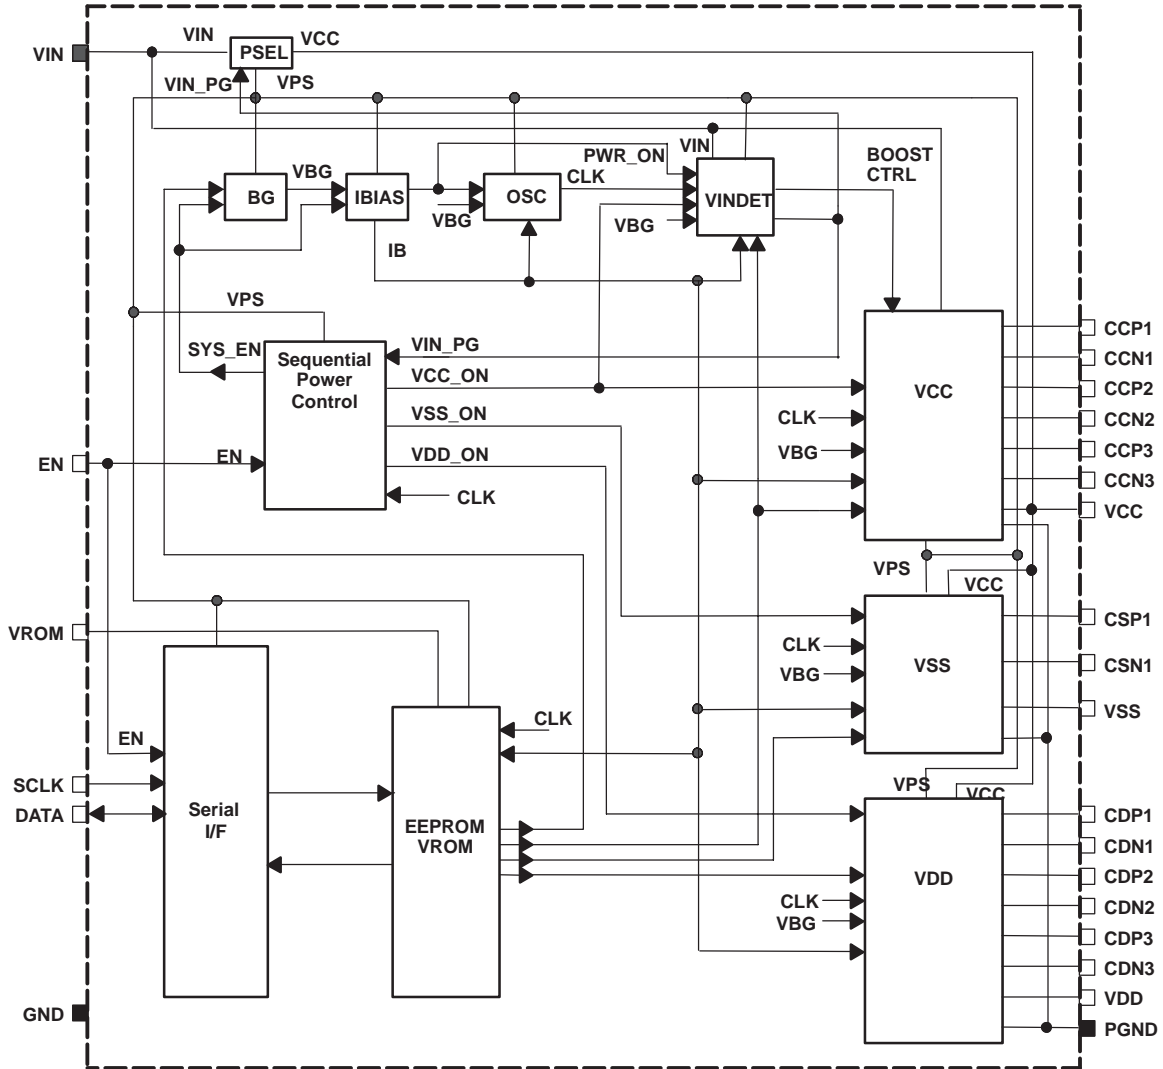 VIN
VIN
PSEL
VCC
VIN_PG
VPS
BG
VBG
IBIAS
IB
VBG
OSC
CLK
PWR_ON
VIN
VBG
VINDET
BOOST
CTRL
VPS
SYS_EN
Sequential
Power
Control
VIN_PG
VCC_ON
VSS_ON
VDD_ON
CLK
EN
EN
VCC
CLK
VBG
CCP1
CCN1
CCP2
CCN2
CCP3
CCN3
VCC
VPS
VCC
VROM
VSS
CLK
VBG
CSP1
CSN1
VSS
EN
SCLK
DATA
Serial
I/F
EEPROM
VROM
CLK
VPS
VCC
VDD
CLK
VBG
CDP1
CDN1
CDP2
CDN2
CDP3
CDN3
VDD
PGND
GND